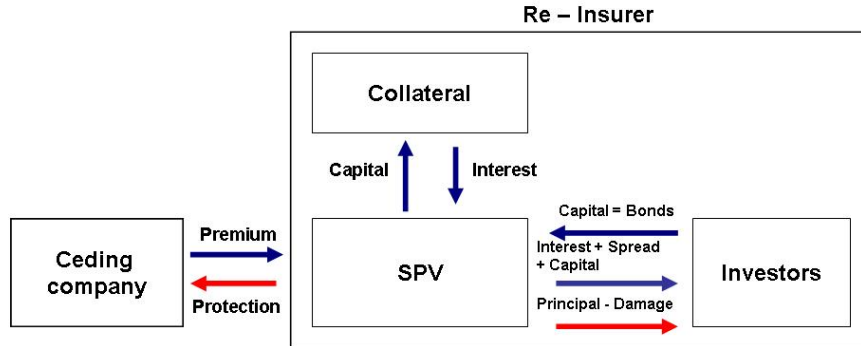 Re – Insurer
Collateral
Capital
Interest
Capital = Bonds
Premium
Interest + Spread
+ Capital
Ceding
company
SPV
Investors
Protection
Principal - Damage